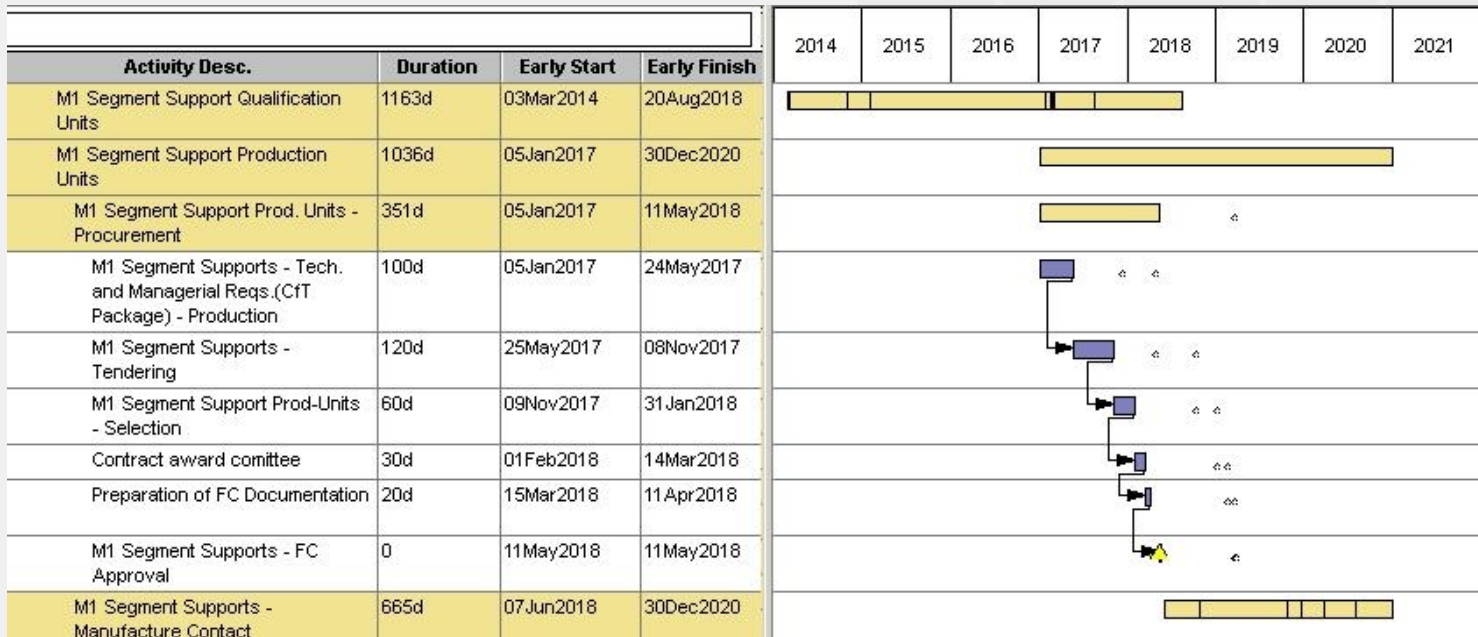 2014 2015 2016 2017 2018 2019 2020 2021
Activity Desc. Duration Early Start Early Finish
M1 Segment Support Qualification 1163d 03Mar2014 20Aug2018
Units
M1 Segment Support Production 1036d 05Jan2017 30Dec2020
Units
M1 Segment Support Prod. Units - 351d 05Jan2017 11May2018
Procurement
M1 Segment Supports - Tech. 100d 05Jan2017 24May2017
and Managerial Reqs.(CfT
Package) - Production
M1 Segment Supports - 120d 25May2017 08Nov2017
Tendering
M1 Segment Support Prod-Units 60d 09Nov2017 31Jan2018
- Selection
Contract award comittee 30d 01Feb2018 14Mar2018
Preparation of FC Documentation 20d 15Mar2018 11Apr2018
M1 Segment Supports - FC 0 11May2018 11May2018
Approval
M1 Segment Supports - 665d 07Jun2018 30Dec2020
Manufacture Contact